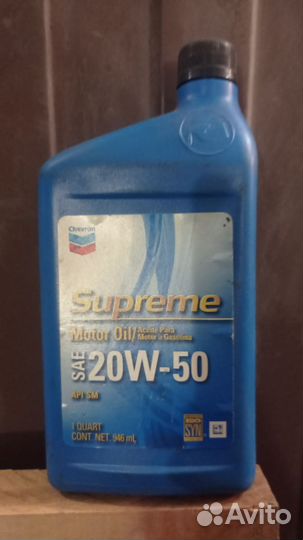 Chevron
Supreme
Motor Oil/ Aceite Para
Motor a Gasolina
SAE 20W-50
API SM
1 QUART
CONT. NET. 946 mL
SYN
Avito